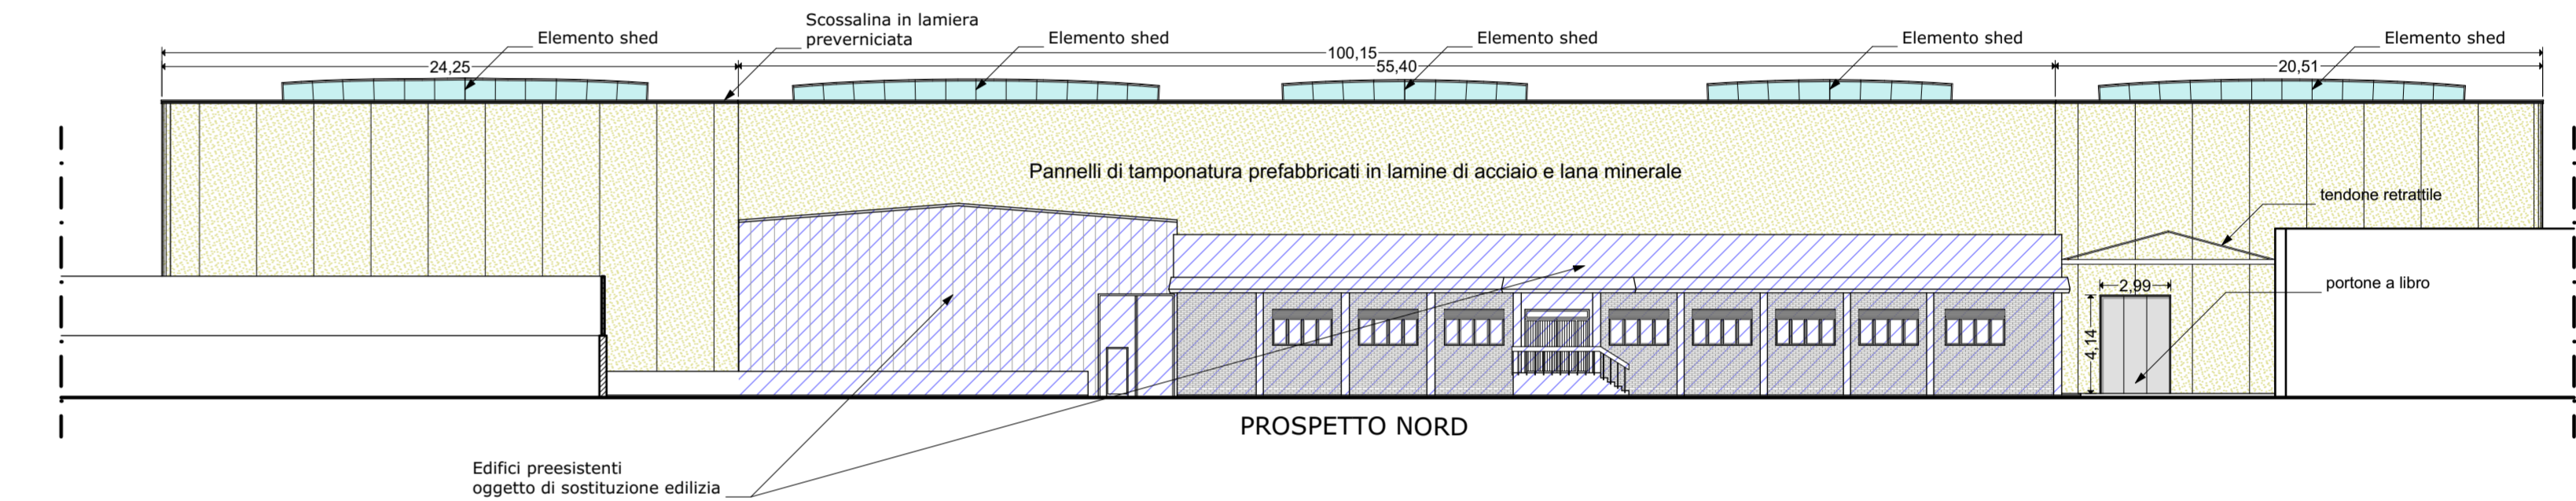 Scossalina in lamiera
preverniciata
Elemento shed
Elemento shed
Elemento shed
Elemento shed
Elemento shed
100,15
24,25
55,40
20,51
Pannelli di tamponatura prefabbricati in lamine di acciaio e lana minerale
tendone retrattile
portone a libro
2,99
4,14
PROSPETTO NORD
Edifici preesistenti
oggetto di sostituzione edilizia